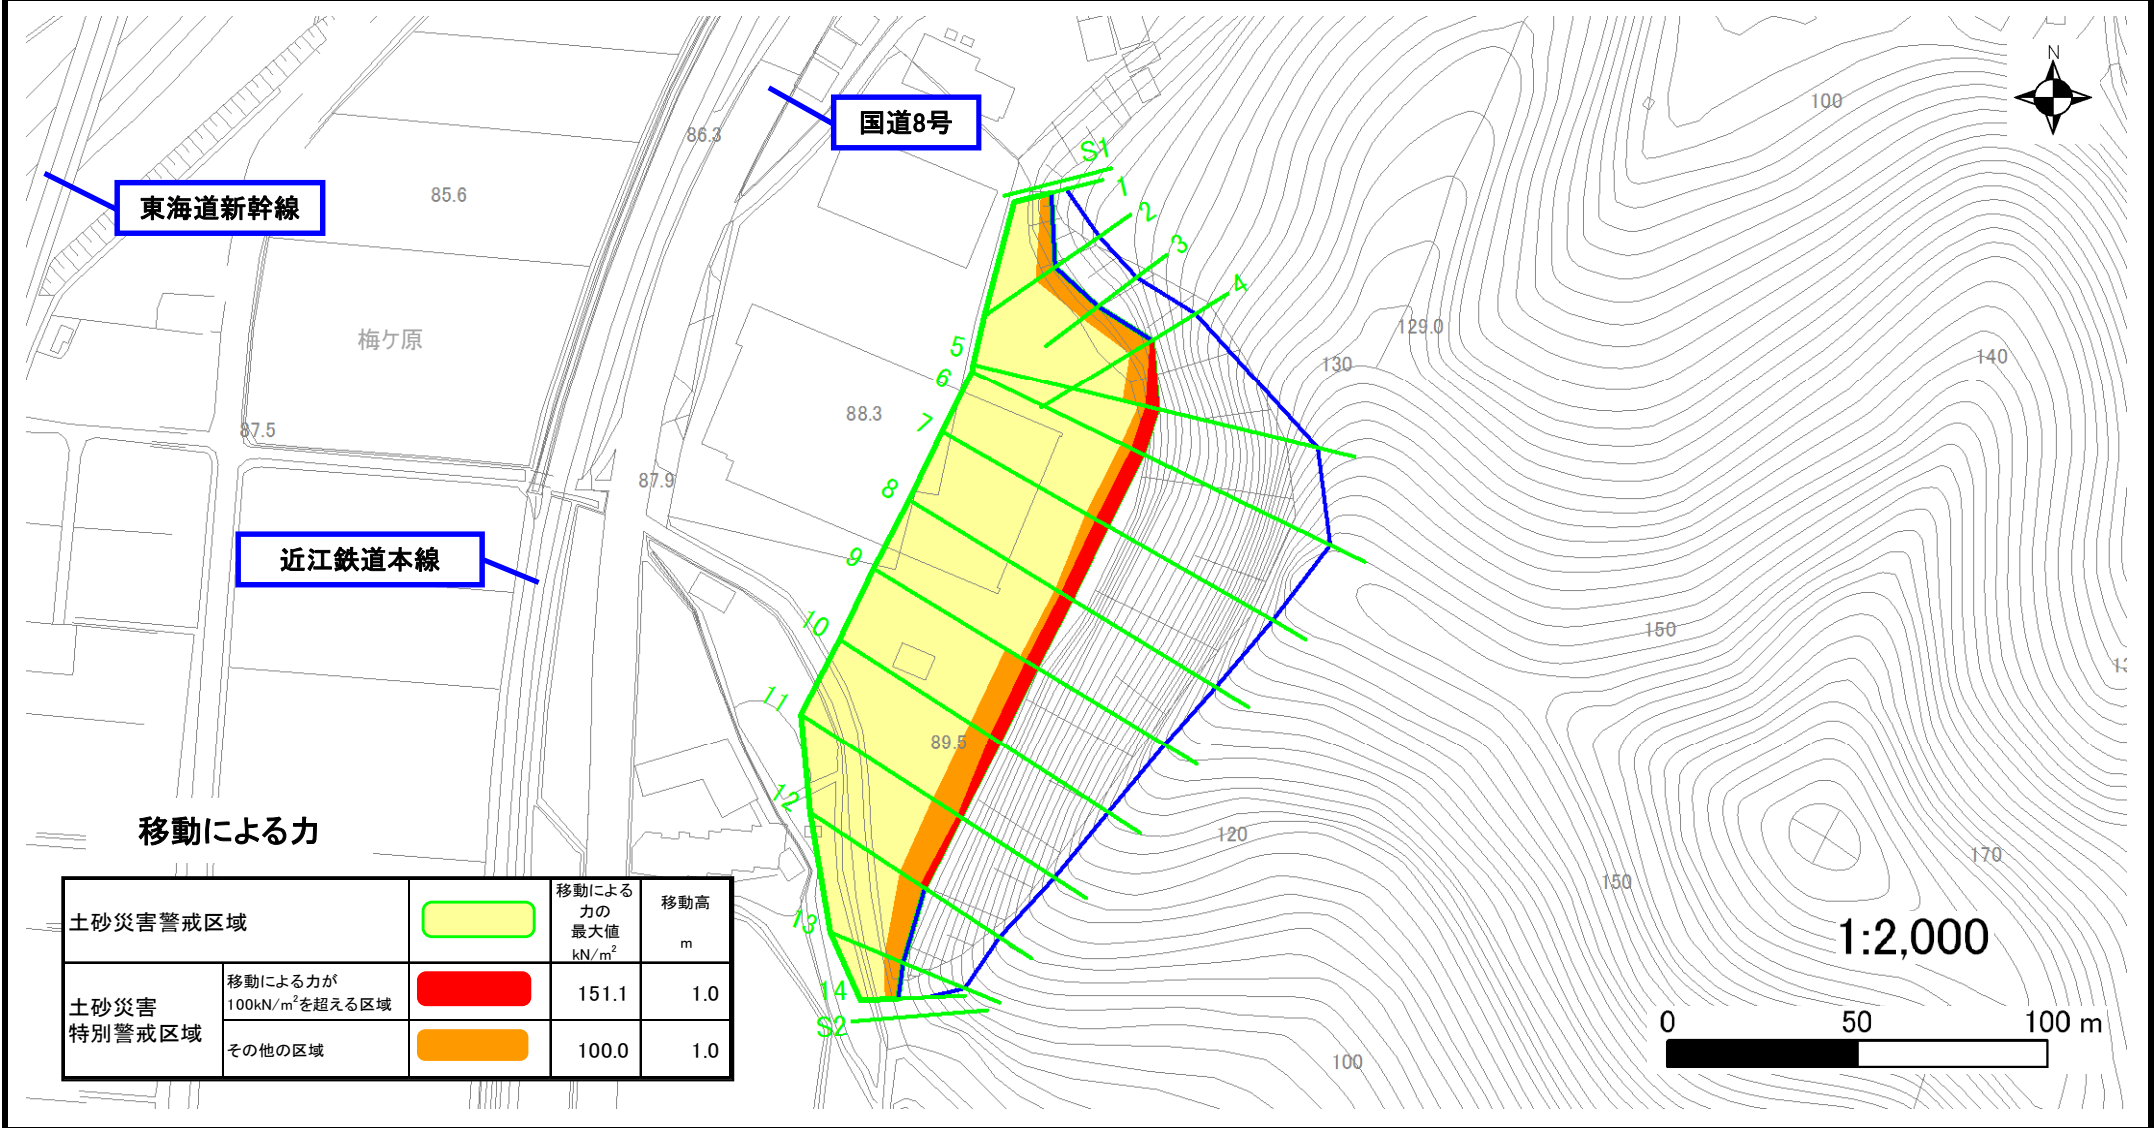 N
国道8号
東海道新幹線
近江鉄道本線
梅ケ原
86.3
85.6
87.5
87.9
88.3
89.5
100
129.0
130
140
150
120
150
170
100
S1
1
2
3
4
5
6
7
8
9
10
11
12
13
14
S2
移動による力
土砂災害警戒区域
移動による
力の
最大値
kN/m²
移動高
m
土砂災害
特別警戒区域
移動による力が
100kN/m²を超える区域
151.1
1.0
その他の区域
100.0
1.0
1:2,000
0 50 100 m